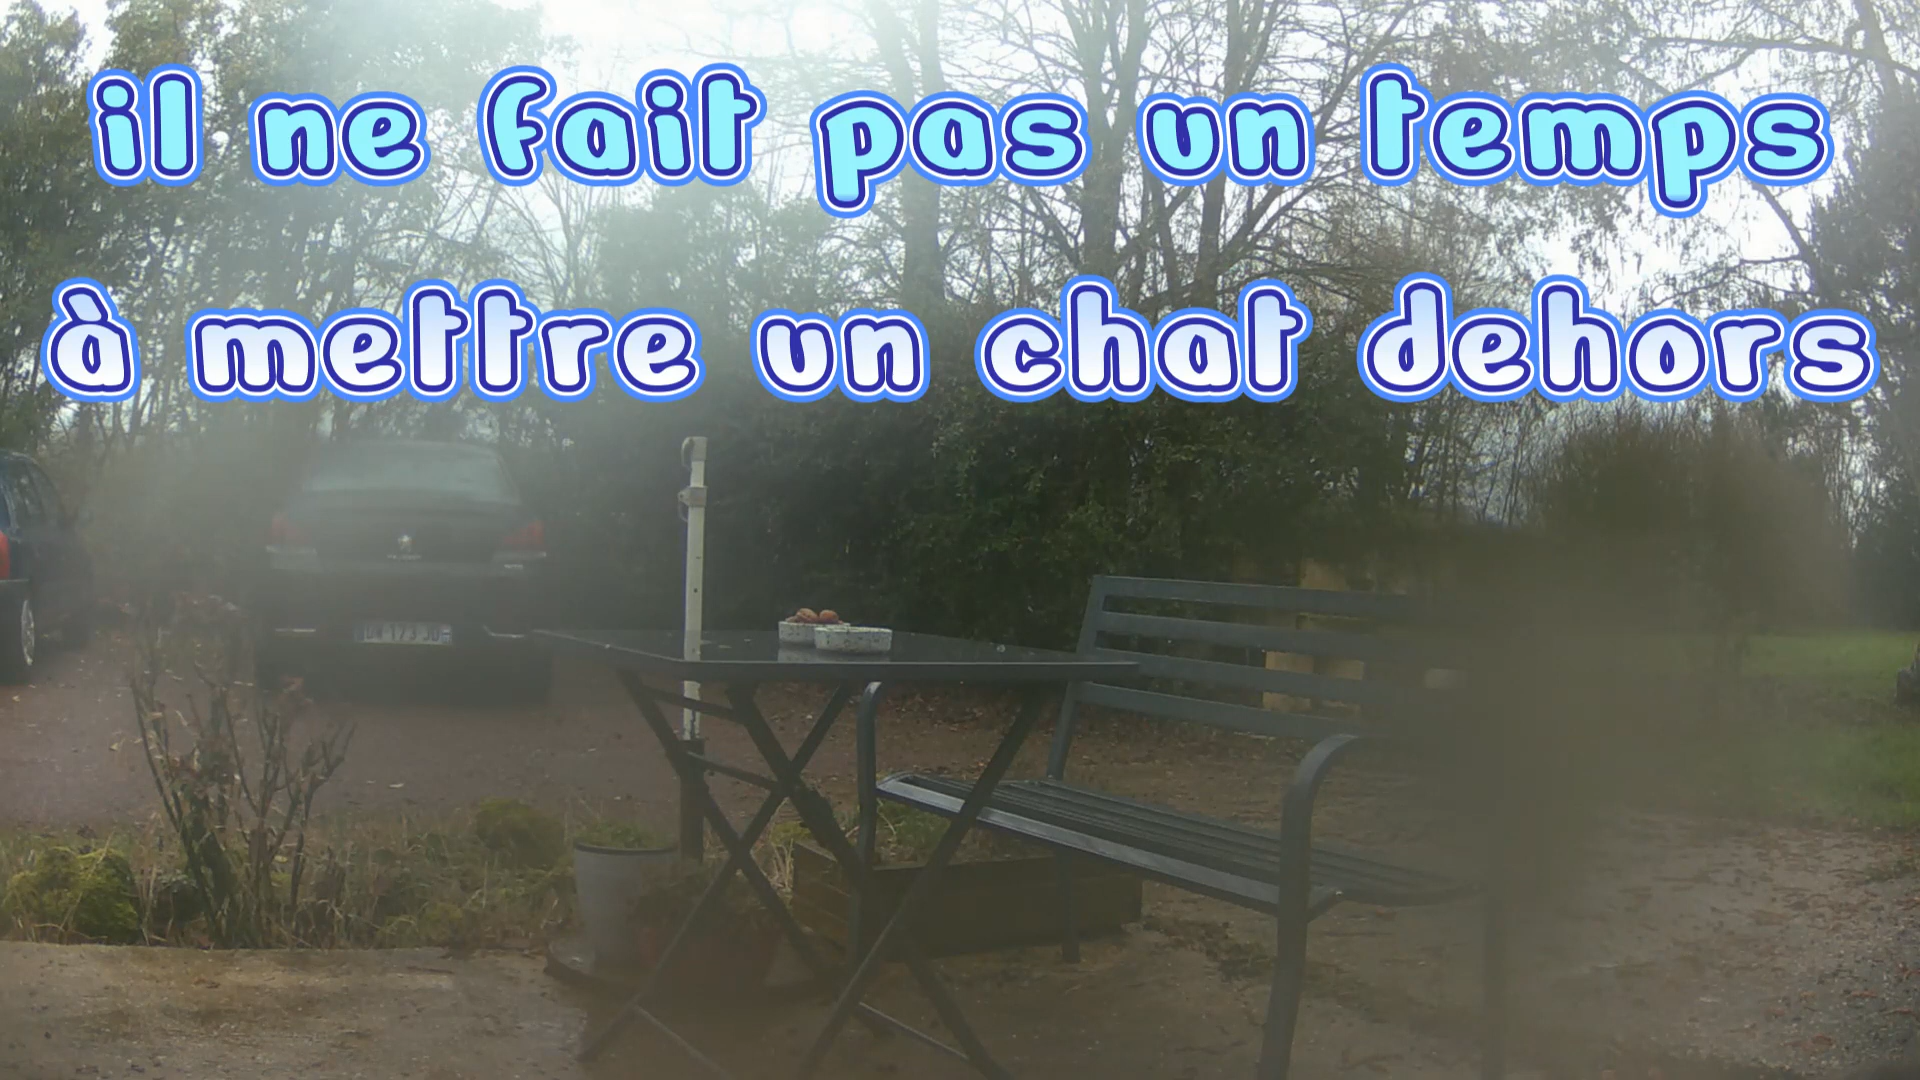 il ne fait pas un temps
à mettre un chat dehors